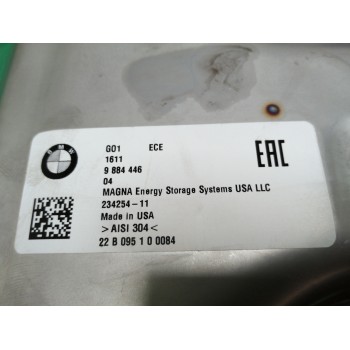 BMW
G01 ECE
1611
9 884 446
04
MAGNA Energy Storage Systems USA LLC
234254-11
Made in USA
>AISI 304<
22 B 095 1 0 0084
EAC